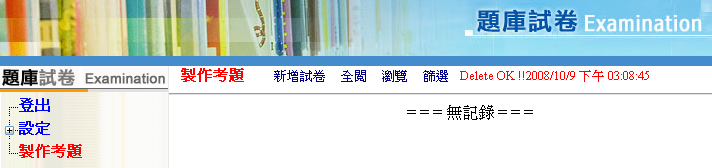 題庫試卷 Examination
題庫試卷 Examination
製作考題 新增試卷 全閱 瀏覽 篩選 Delete OK !!2008/10/9 下午 03:08:45
登出
設定
製作考題
= = = 無記錄 = = =